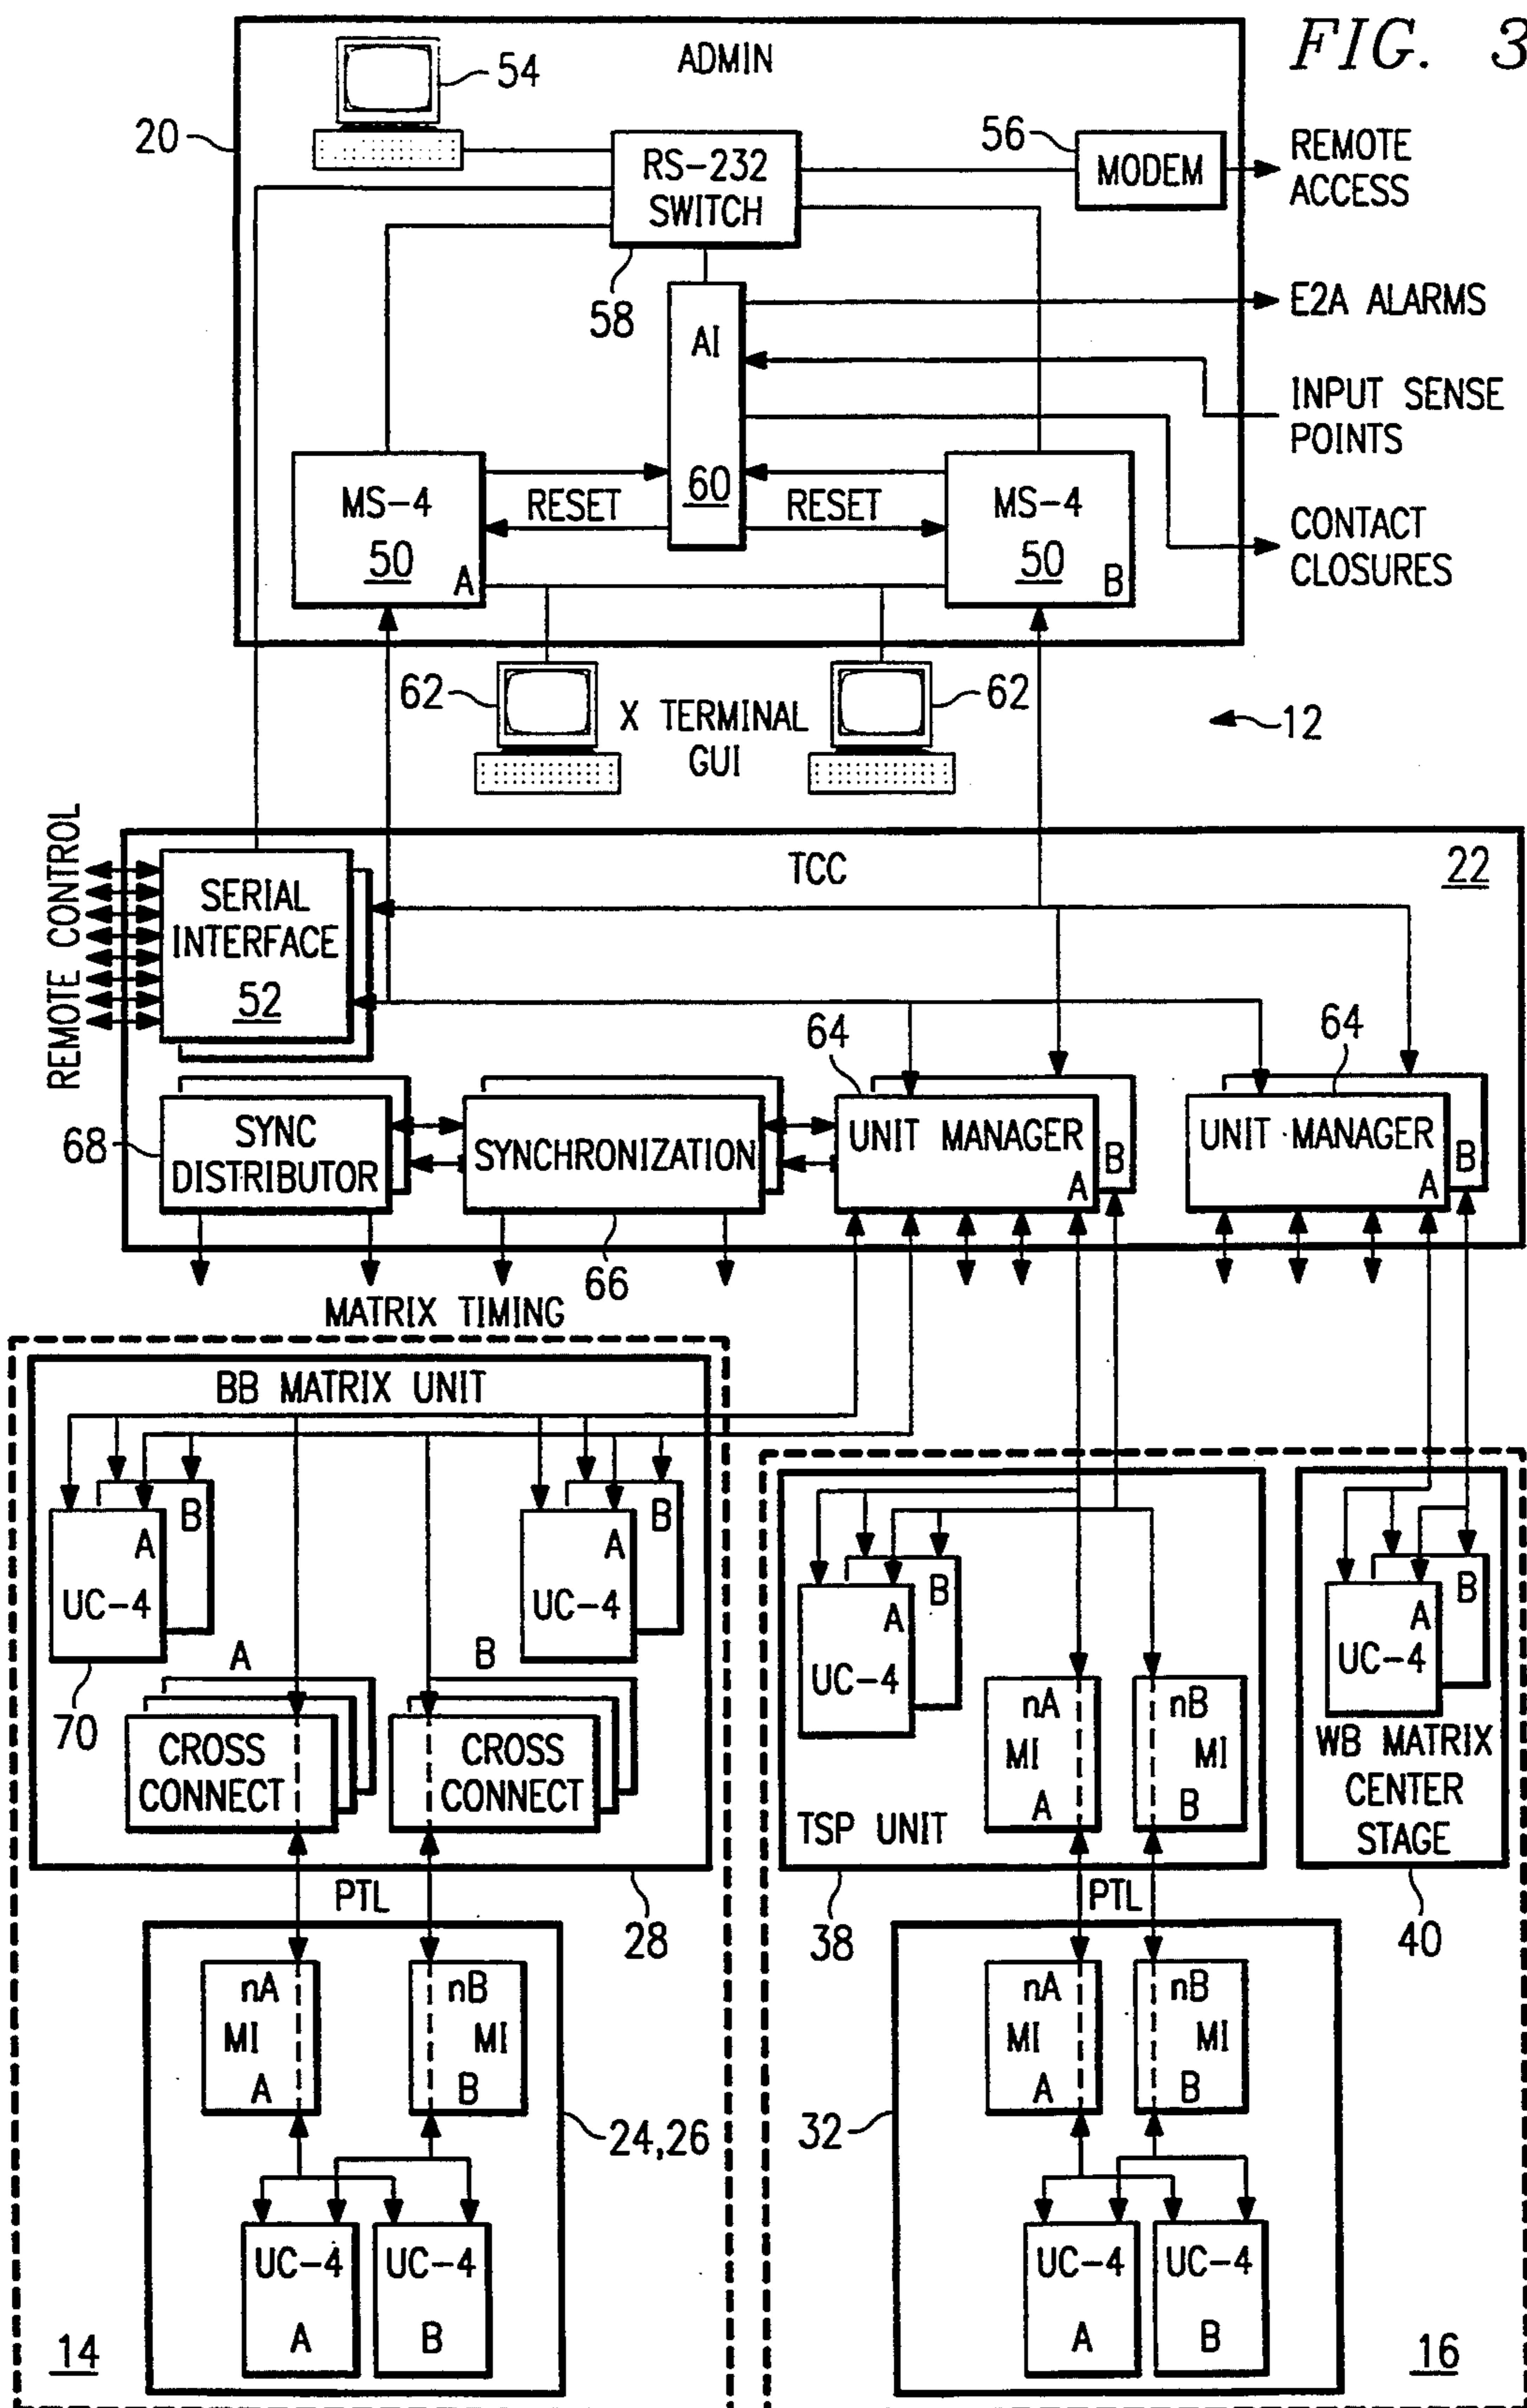 FIG. 3
ADMIN
54
20
RS-232
SWITCH
56
MODEM
REMOTE
ACCESS
58
E2A ALARMS
AI
60
INPUT SENSE
POINTS
MS-4
50
A
RESET
RESET
MS-4
50
B
CONTACT
CLOSURES
62
X TERMINAL
GUI
62
12
REMOTE CONTROL
TCC
22
SERIAL
INTERFACE
52
64
64
68
SYNC
DISTRIBUTOR
SYNCHRONIZATION
UNIT MANAGER
A
B
UNIT MANAGER
A
B
66
MATRIX TIMING
BB MATRIX UNIT
B
A
UC-4
B
A
UC-4
70
A
B
CROSS
CONNECT
CROSS
CONNECT
B
A
UC-4
nA
MI
A
nB
MI
B
TSP UNIT
B
A
UC-4
WB MATRIX
CENTER
STAGE
PTL
28
38
PTL
40
nA
MI
A
nB
MI
B
24,26
UC-4
A
UC-4
B
14
nA
MI
A
nB
MI
B
32
UC-4
A
UC-4
B
16